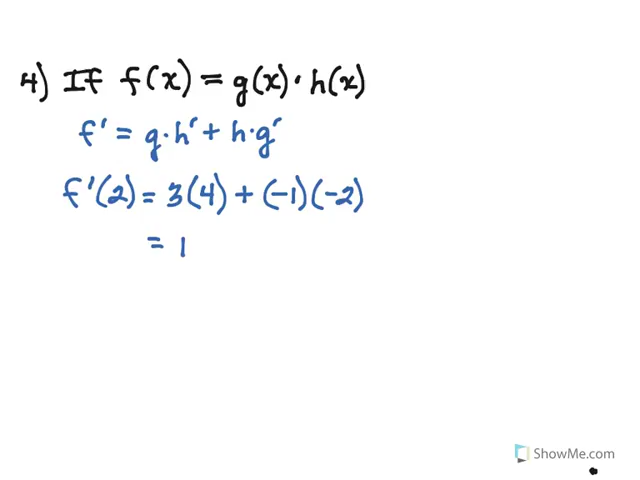 4) If f(x) = g(x) · h(x)
f' = g · h' + h · g'
f'(2) = 3(4) + (-1)(-2)
= 1
ShowMe.com